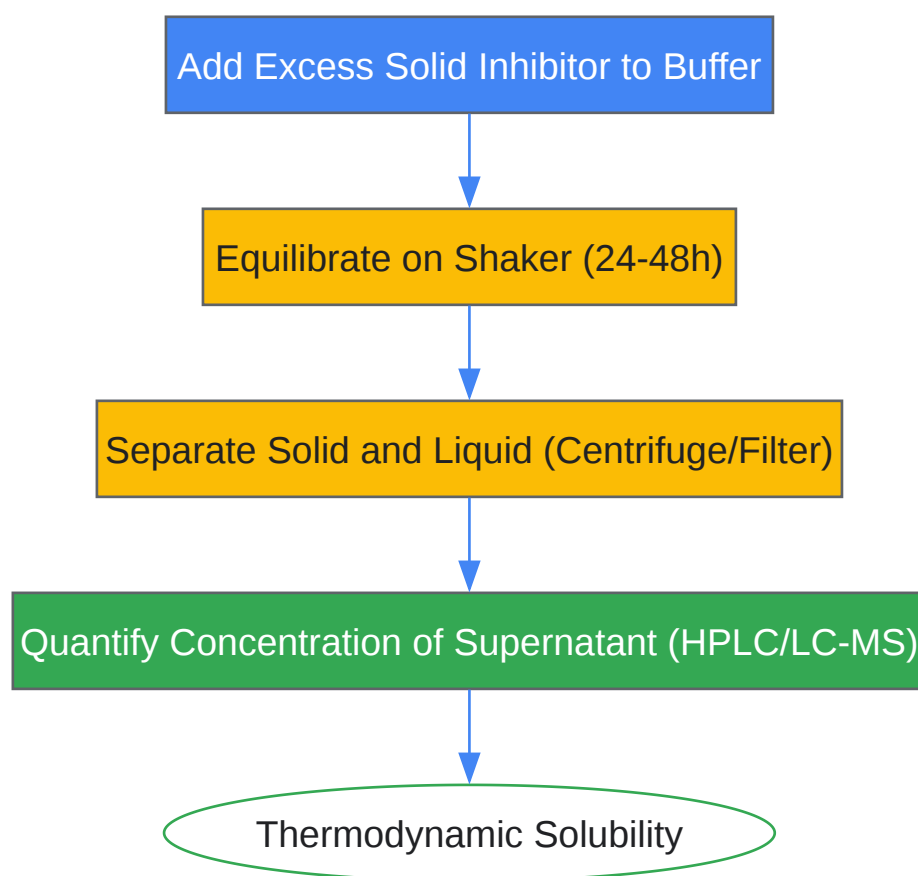 Add Excess Solid Inhibitor to Buffer
Equilibrate on Shaker (24-48h)
Separate Solid and Liquid (Centrifuge/Filter)
Quantify Concentration of Supernatant (HPLC/LC-MS)
Thermodynamic Solubility